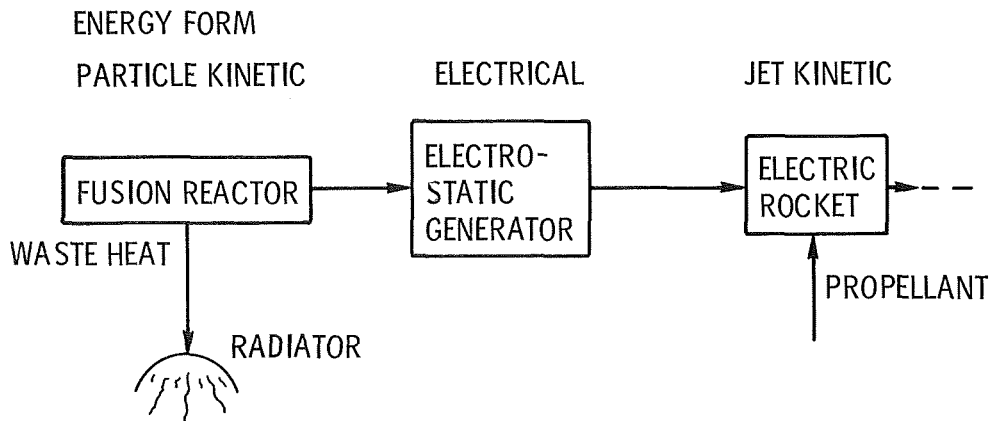 ENERGY FORM
PARTICLE KINETIC
ELECTRICAL
JET KINETIC
FUSION REACTOR
ELECTRO-
STATIC
GENERATOR
ELECTRIC
ROCKET
WASTE HEAT
PROPELLANT
RADIATOR